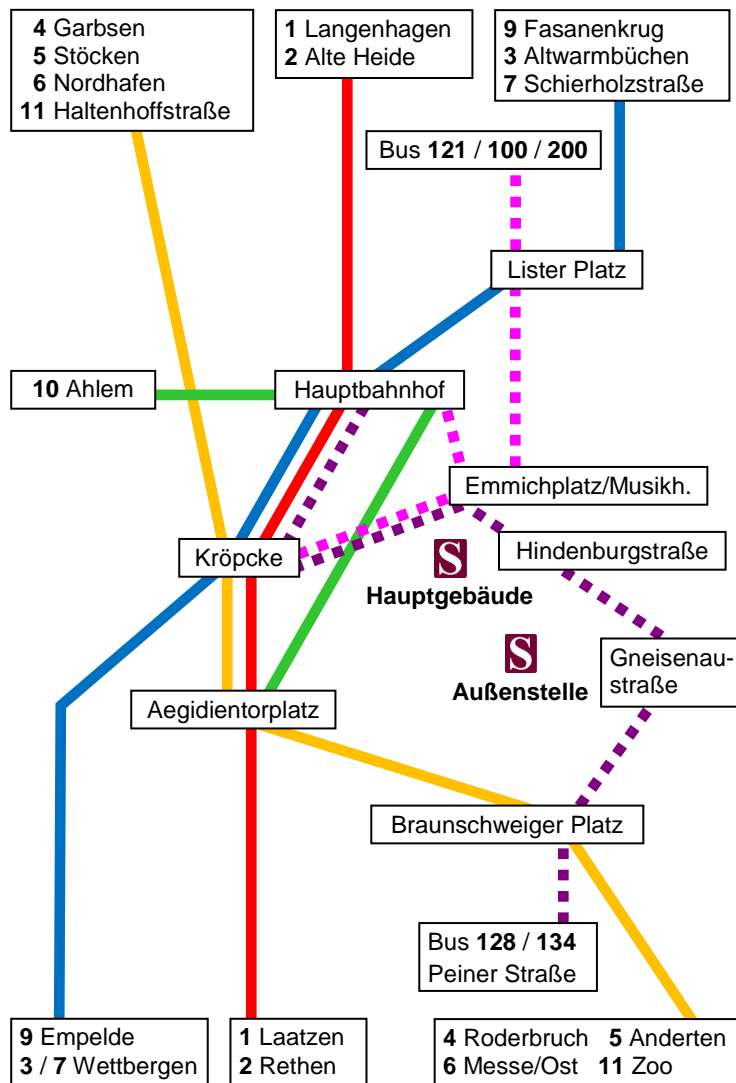 4 Garbsen
5 Stöcken
6 Nordhafen
11 Haltenhoffstraße
1 Langenhagen
2 Alte Heide
9 Fasanenkrug
3 Altwarmbüchen
7 Schierholzstraße
Bus 121 / 100 / 200
Lister Platz
10 Ahlem
Hauptbahnhof
Emmichplatz/Musikh.
Kröpcke
Hindenburgstraße
S
Hauptgebäude
S
Außenstelle
Gneisenau-
straße
Aegidientorplatz
Braunschweiger Platz
Bus 128 / 134
Peiner Straße
9 Empelde
3 / 7 Wettbergen
1 Laatzen
2 Rethen
4 Roderbruch 5 Anderten
6 Messe/Ost 11 Zoo